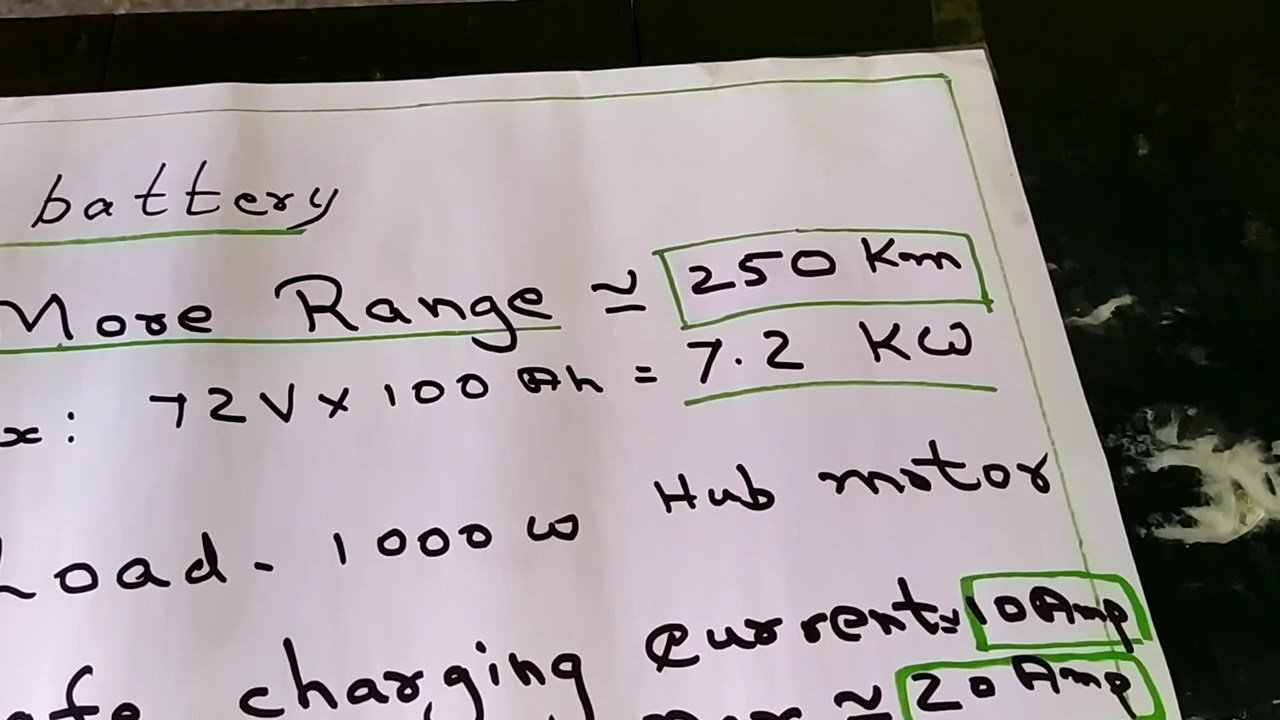 battery
More Range ≃ 250 Km
x: 72V x 100 Ah = 7.2 KW
Load - 1000 W Hub motor
charging current ≃ 10 Amp
≃ 20 Amp